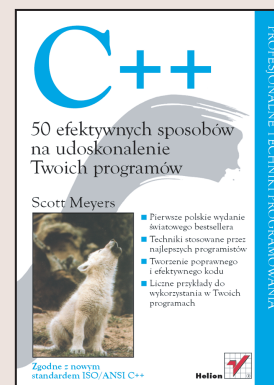 C++
50 efektywnych sposobów
na udoskonalenie
Twoich programów
Scott Meyers
Pierwsze polskie wydanie
światowego bestsellera
Techniki stosowane przez
najlepszych programistów
Tworzenie poprawnego
i efektywnego kodu
Liczne przykłady do
wykorzystania w Twoich
programach
Zgodne z nowym
standardem ISO/ANSI C++
Helion
PROFESJONALNE TECHNIKI PROGRAMOWANIA